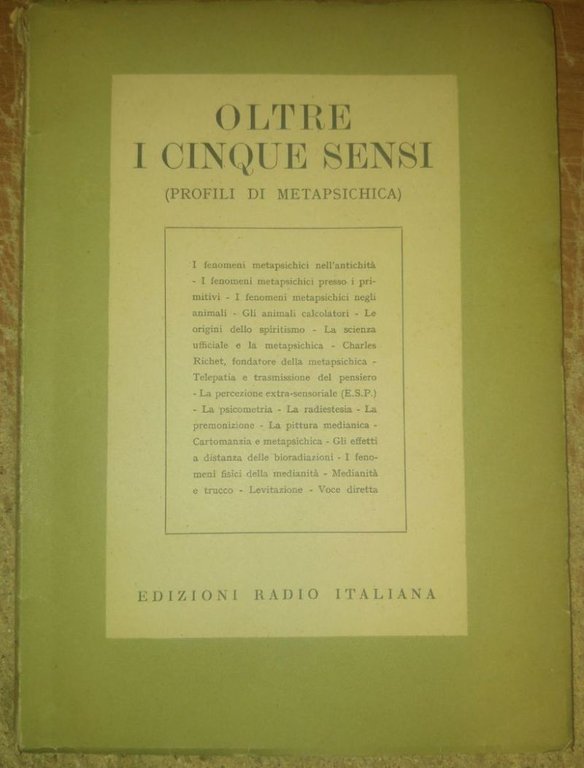 OLTRE
I CINQUE SENSI
(PROFILI DI METAPSICHICA)
I fenomeni metapsichici nell'antichità
- I fenomeni metapsichici presso i pri-
mitivi - I fenomeni metapsichici negli
animali - Gli animali calcolatori - Le
origini dello spiritismo - La scienza
ufficiale e la metapsichica - Charles
Richet, fondatore della metapsichica -
Telepatia e trasmissione del pensiero
- La percezione extra-sensoriale (E.S.P.)
- La psicometria - La radiestesia - La
premonizione - La pittura medianica -
Cartomanzia e metapsichica - Gli effetti
a distanza delle bioradiazioni - I feno-
meni fisici della medianità - Medianità
e trucco - Levitazione - Voce diretta
EDIZIONI RADIO ITALIANA